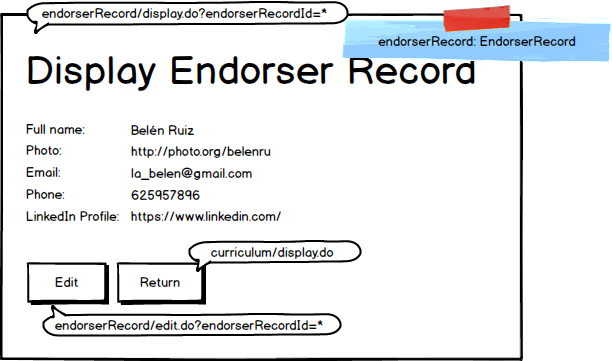 endorserRecord/display.do?endorserRecordId=*
endorserRecord: EndorserRecord
Display Endorser Record
Full name: Belén Ruiz
Photo: http://photo.org/belenru
Email: la_belen@gmail.com
Phone: 625957896
LinkedIn Profile: https://www.linkedin.com/
curriculum/display.do
Edit Return
endorserRecord/edit.do?endorserRecordId=*